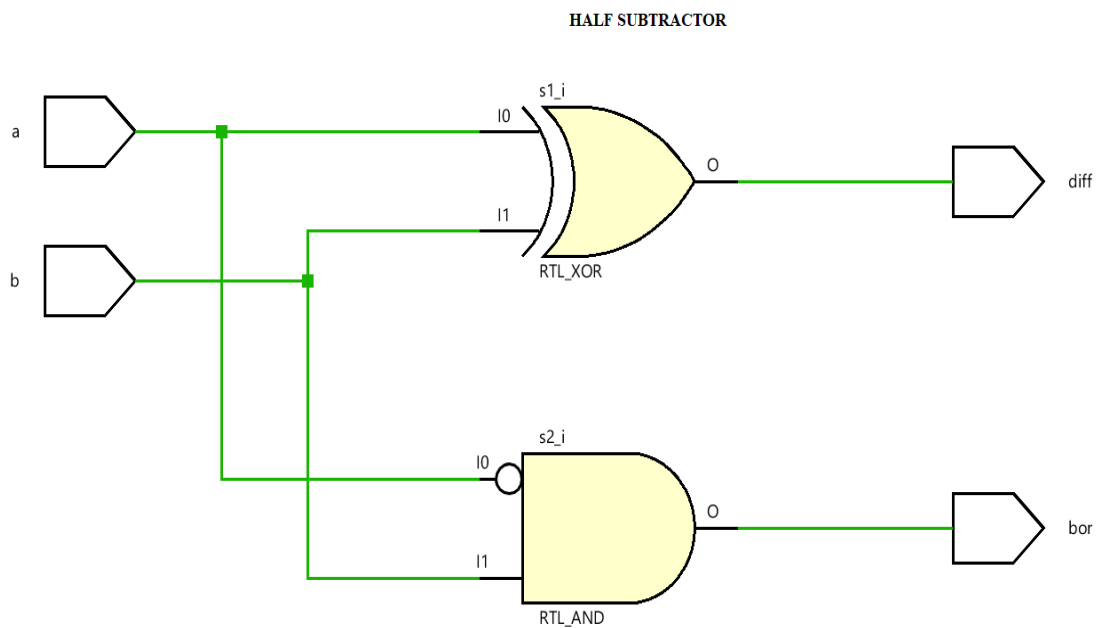 HALF SUBTRACTOR
s1_i
a
I0
O
diff
I1
b
RTL_XOR
s2_i
I0
O
bor
I1
RTL_AND